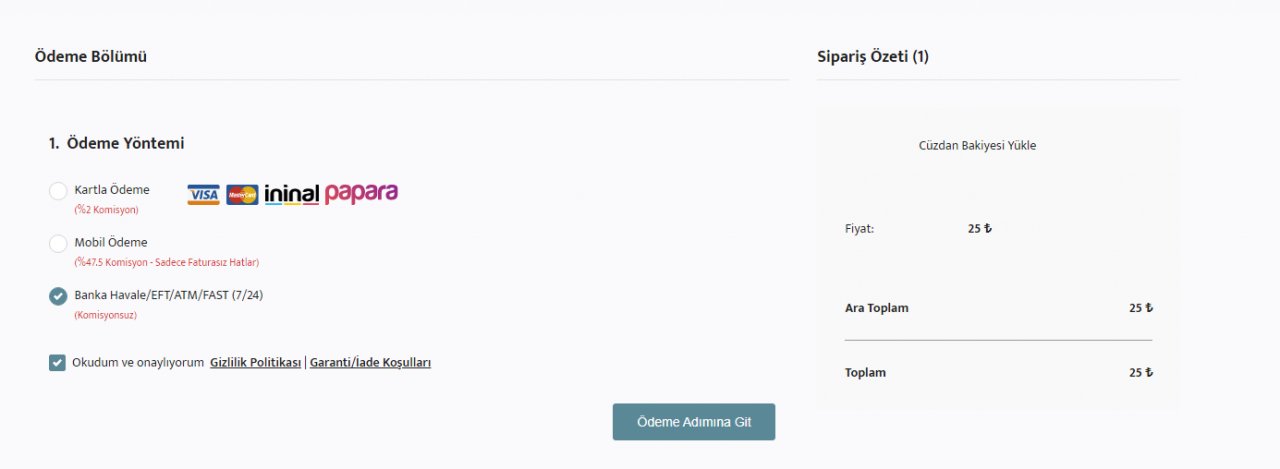 Ödeme Bölümü
Sipariş Özeti (1)
1. Ödeme Yöntemi
Kartla Ödeme
VISA MasterCard ininal papara
(%2 Komisyon)
Mobil Ödeme
(%47.5 Komisyon - Sadece Faturasız Hatlar)
Banka Havale/EFT/ATM/FAST (7/24)
(Komisyonsuz)
Okudum ve onaylıyorum Gizlilik Politikası | Garanti/İade Koşulları
Ödeme Adımına Git
Cüzdan Bakiyesi Yükle
Fiyat: 25 ₺
Ara Toplam 25 ₺
Toplam 25 ₺